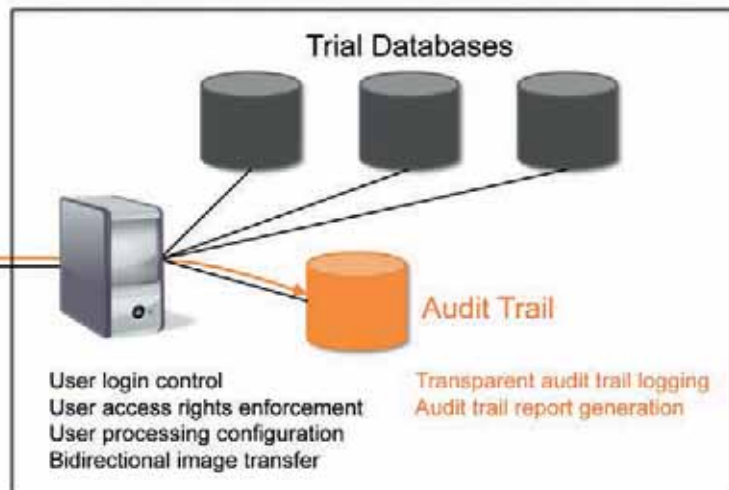 Trial Databases
Audit Trail
User login control
User access rights enforcement
User processing configuration
Bidirectional image transfer
Transparent audit trail logging
Audit trail report generation